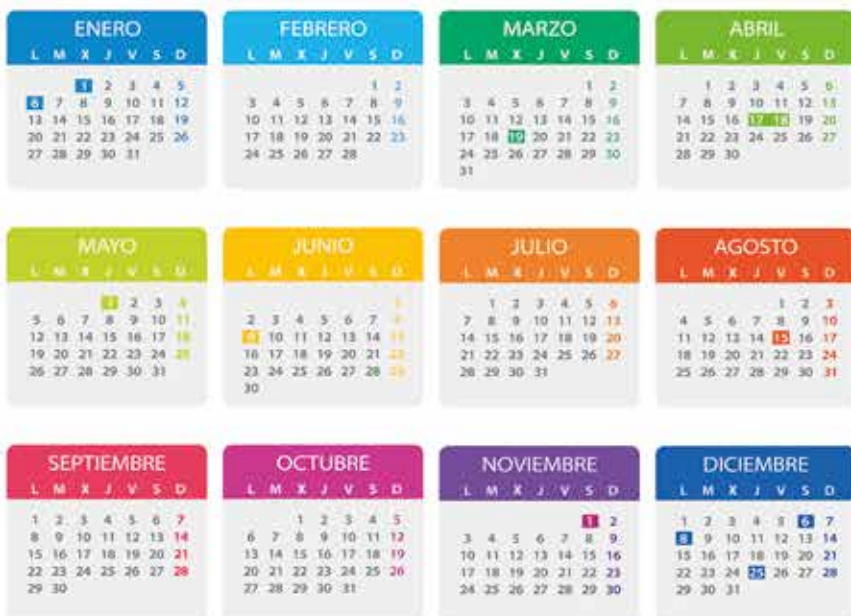 ENERO
L M X J V S D
1 2 3 4 5
6 7 8 9 10 11 12
13 14 15 16 17 18 19
20 21 22 23 24 25 26
27 28 29 30 31
FEBRERO
L M X J V S D
1 2
3 4 5 6 7 8 9
10 11 12 13 14 15 16
17 18 19 20 21 22 23
24 25 26 27 28
MARZO
L M X J V S D
1 2
3 4 5 6 7 8 9
10 11 12 13 14 15 16
17 18 19 20 21 22 23
24 25 26 27 28 29 30
31
ABRIL
L M X J V S D
1 2 3 4 5 6
7 8 9 10 11 12 13
14 15 16 17 18 19 20
21 22 23 24 25 26 27
28 29 30
MAYO
L M X J V S D
1 2 3 4
5 6 7 8 9 10 11
12 13 14 15 16 17 18
19 20 21 22 23 24 25
26 27 28 29 30 31
JUNIO
L M X J V S D
1
2 3 4 5 6 7 8
9 10 11 12 13 14 15
16 17 18 19 20 21 22
23 24 25 26 27 28 29
30
JULIO
L M X J V S D
1 2 3 4 5 6
7 8 9 10 11 12 13
14 15 16 17 18 19 20
21 22 23 24 25 26 27
28 29 30 31
AGOSTO
L M X J V S D
1 2 3
4 5 6 7 8 9 10
11 12 13 14 15 16 17
18 19 20 21 22 23 24
25 26 27 28 29 30 31
SEPTIEMBRE
L M X J V S D
1 2 3 4 5 6 7
8 9 10 11 12 13 14
15 16 17 18 19 20 21
22 23 24 25 26 27 28
29 30
OCTUBRE
L M X J V S D
1 2 3 4 5
6 7 8 9 10 11 12
13 14 15 16 17 18 19
20 21 22 23 24 25 26
27 28 29 30 31
NOVIEMBRE
L M X J V S D
1 2
3 4 5 6 7 8 9
10 11 12 13 14 15 16
17 18 19 20 21 22 23
24 25 26 27 28 29 30
DICIEMBRE
L M X J V S D
1 2 3 4 5 6 7
8 9 10 11 12 13 14
15 16 17 18 19 20 21
22 23 24 25 26 27 28
29 30 31